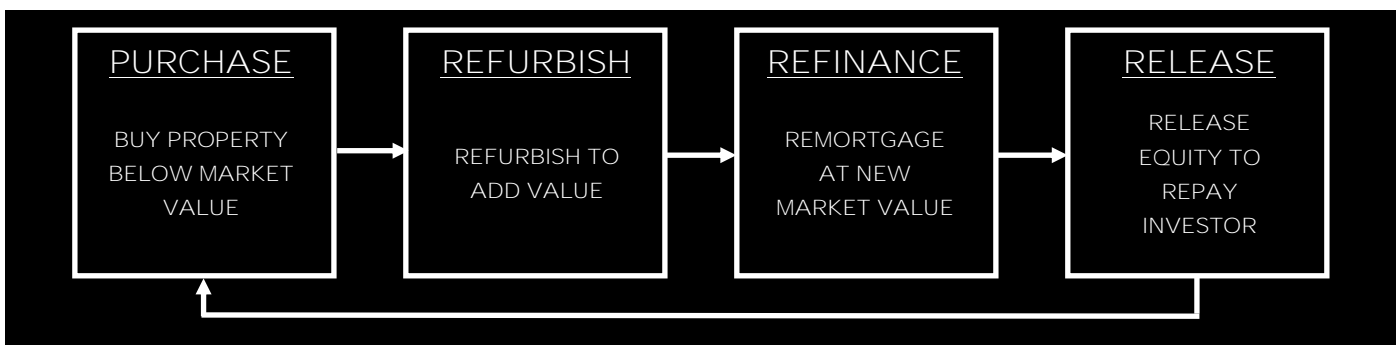 PURCHASE
BUY PROPERTY
BELOW MARKET
VALUE
REFURBISH
REFURBISH TO
ADD VALUE
REFINANCE
REMORTGAGE
AT NEW
MARKET VALUE
RELEASE
RELEASE
EQUITY TO
REPAY
INVESTOR